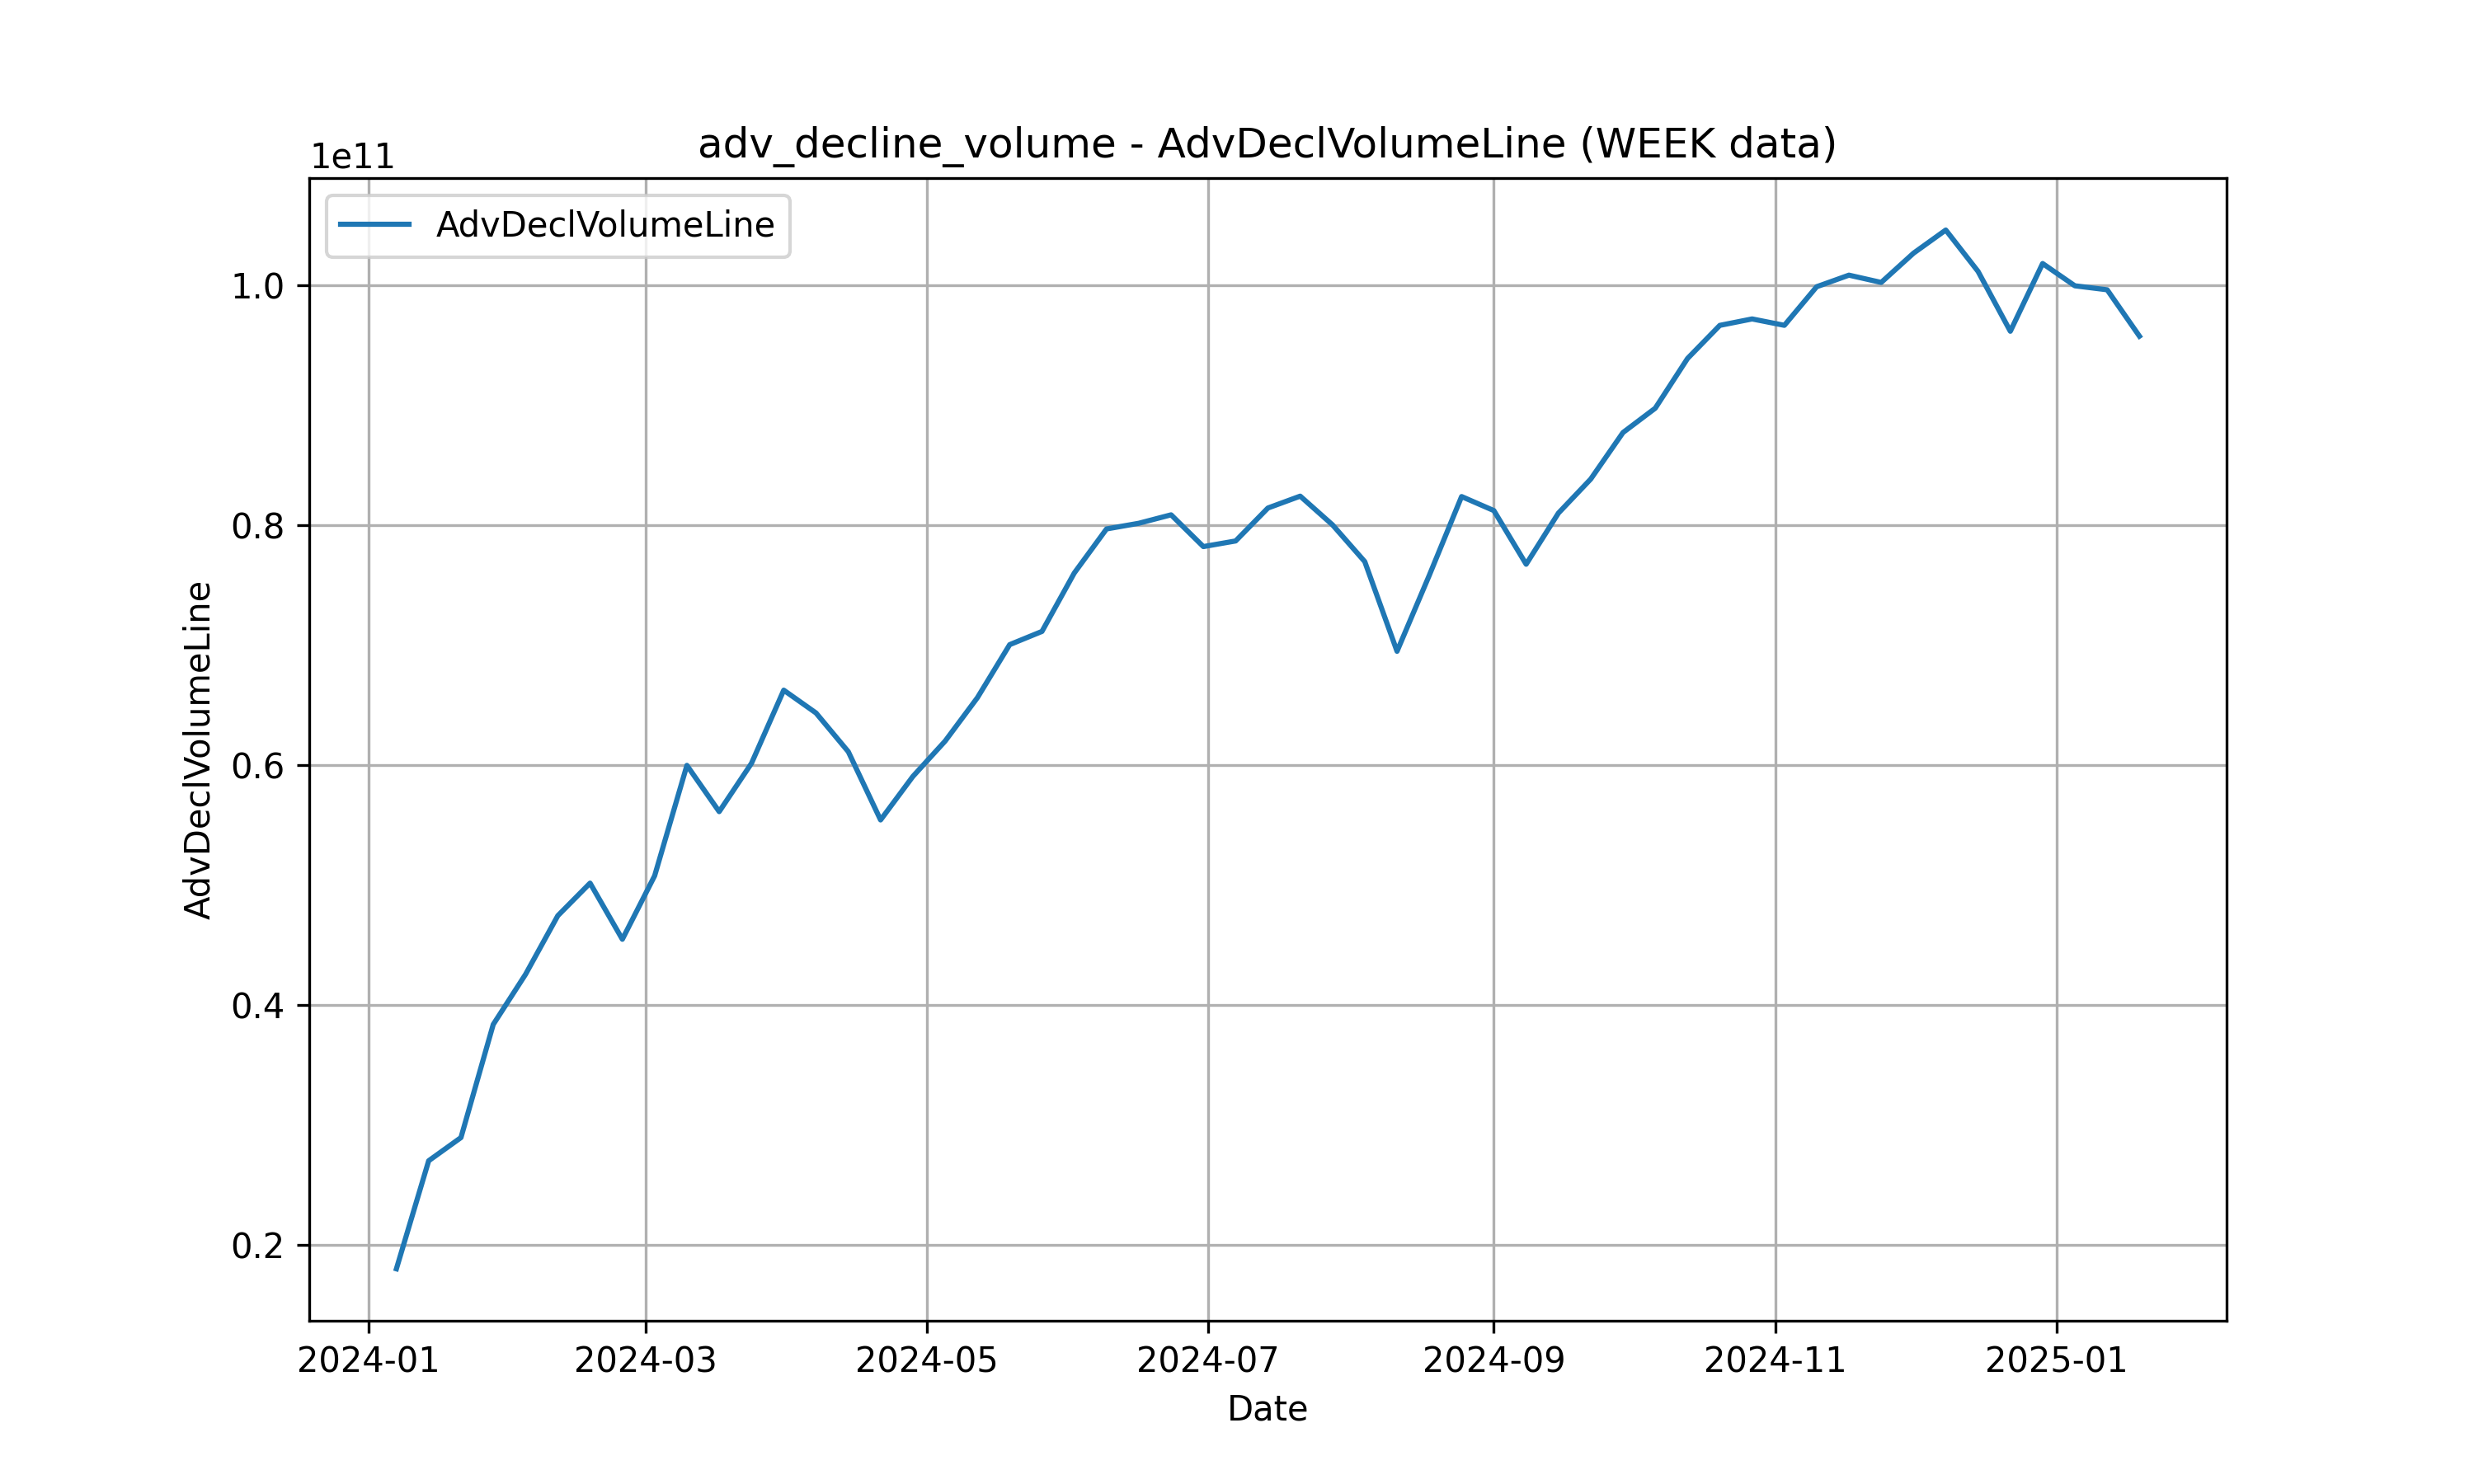 adv_decline_volume - AdvDeclVolumeLine (WEEK data)
1e11
AdvDeclVolumeLine
1.0
0.8
0.6
0.4
0.2
AdvDeclVolumeLine
2024-01 2024-03 2024-05 2024-07 2024-09 2024-11 2025-01
Date